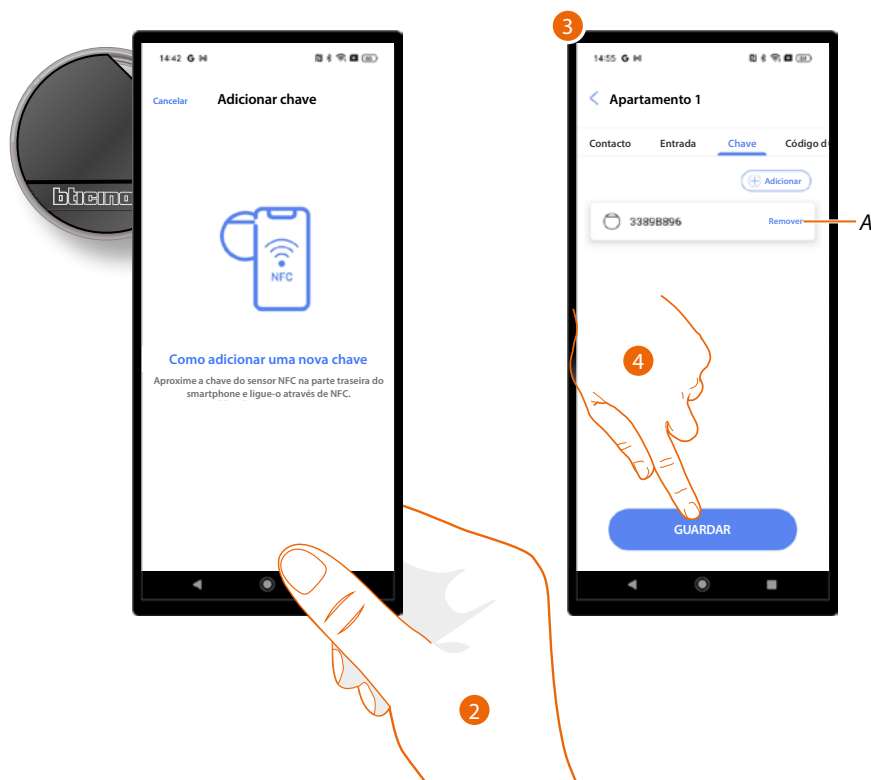 14:42 G
Cancelar
Adicionar chave
bticino
NFC
Como adicionar uma nova chave
Aproxime a chave do sensor NFC na parte traseira do
smartphone e ligue-o através de NFC.
2
3
14:55 G
64
Apartamento 1
Contacto Entrada Chave Código d
Adicionar
3389B896 Remover
A
4
GUARDAR